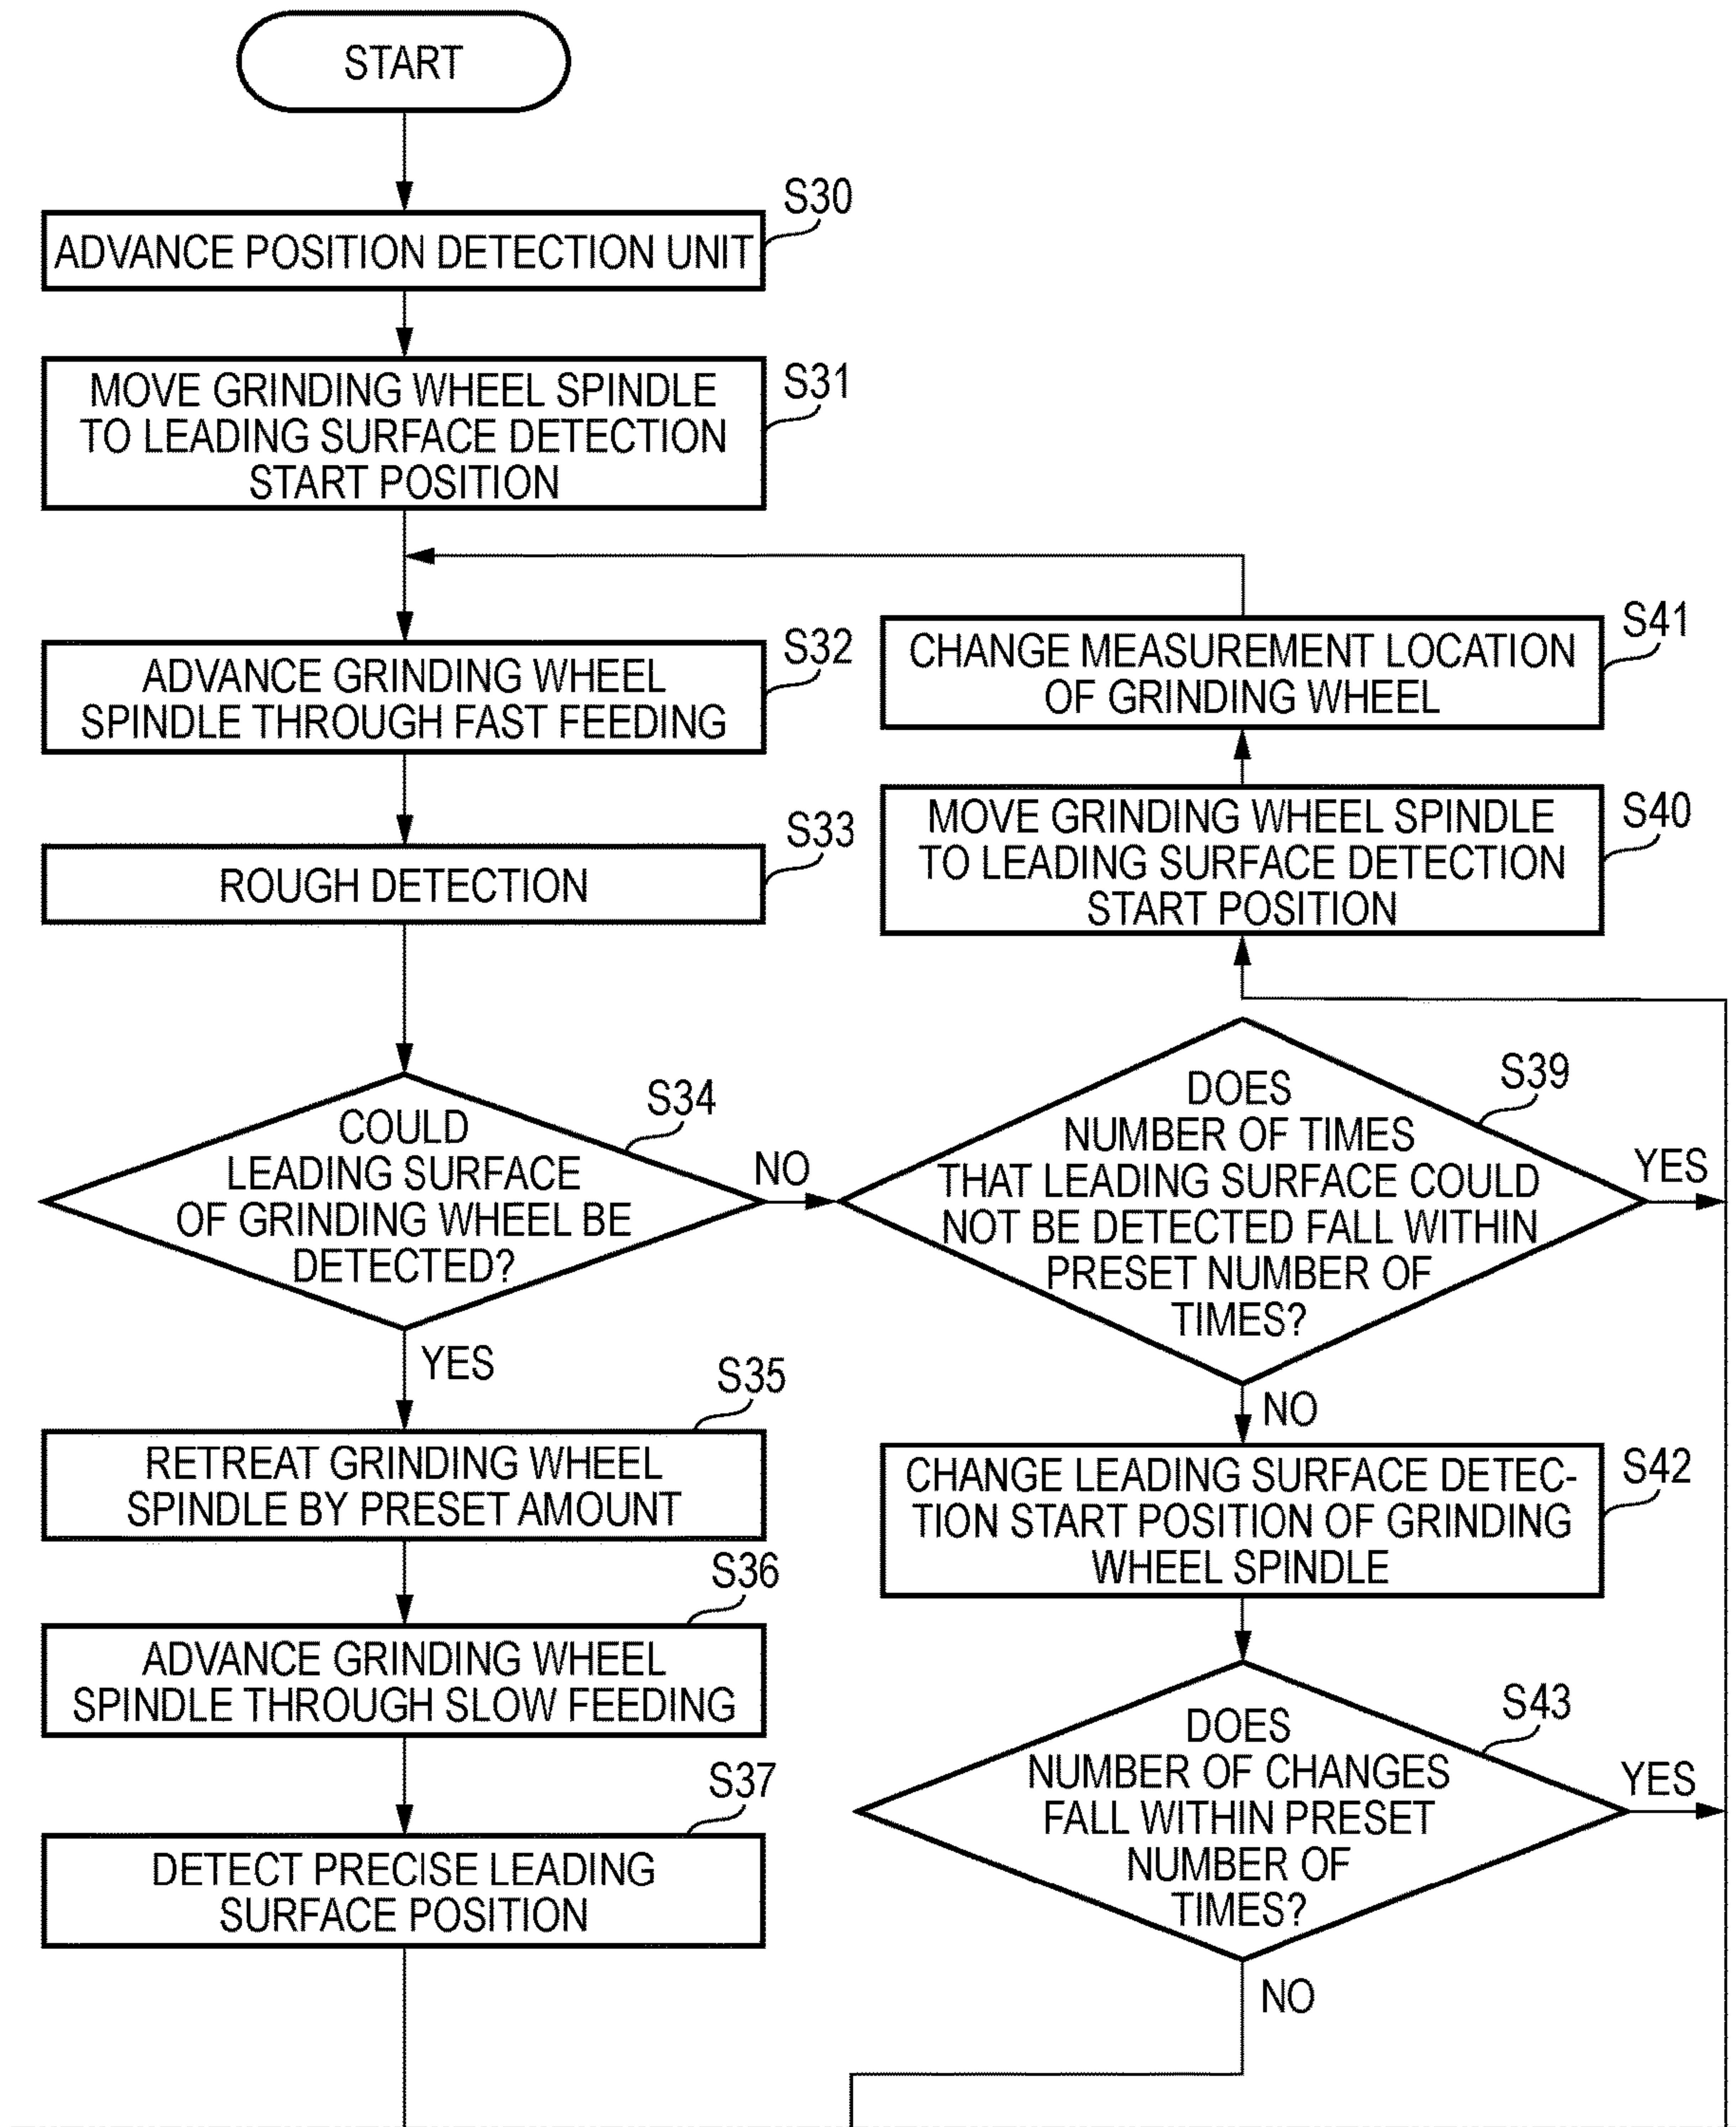 START
S30
ADVANCE POSITION DETECTION UNIT
S31
MOVE GRINDING WHEEL SPINDLE
TO LEADING SURFACE DETECTION
START POSITION
S32
ADVANCE GRINDING WHEEL
SPINDLE THROUGH FAST FEEDING
S33
ROUGH DETECTION
S34
COULD
LEADING SURFACE
OF GRINDING WHEEL BE
DETECTED?
NO
YES
S35
RETREAT GRINDING WHEEL
SPINDLE BY PRESET AMOUNT
S36
ADVANCE GRINDING WHEEL
SPINDLE THROUGH SLOW FEEDING
S37
DETECT PRECISE LEADING
SURFACE POSITION
S41
CHANGE MEASUREMENT LOCATION
OF GRINDING WHEEL
S40
MOVE GRINDING WHEEL SPINDLE
TO LEADING SURFACE DETECTION
START POSITION
S39
DOES
NUMBER OF TIMES
THAT LEADING SURFACE COULD
NOT BE DETECTED FALL WITHIN
PRESET NUMBER OF
TIMES?
YES
NO
S42
CHANGE LEADING SURFACE DETEC-
TION START POSITION OF GRINDING
WHEEL SPINDLE
S43
DOES
NUMBER OF CHANGES
FALL WITHIN PRESET
NUMBER OF
TIMES?
YES
NO